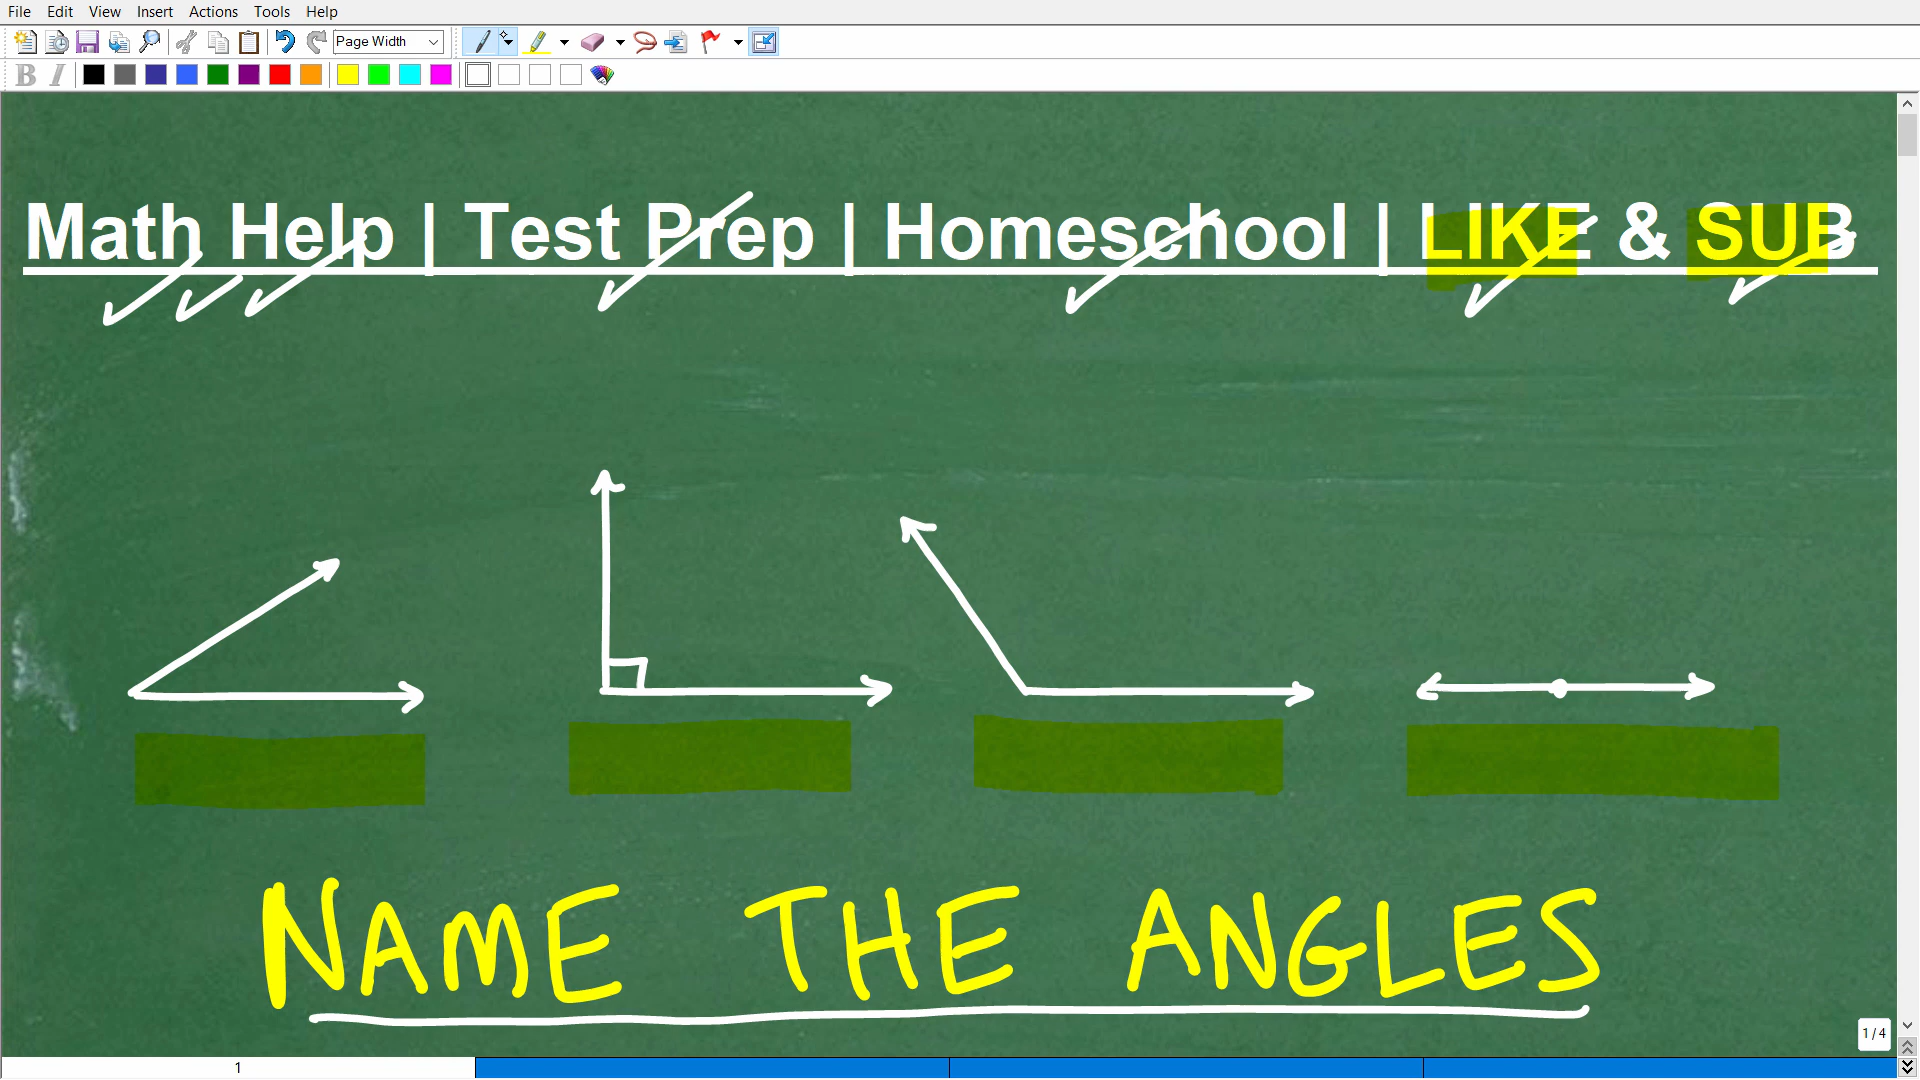 File Edit View Insert Actions Tools Help
Page Width
B I
Math Help | Test Prep | Homeschool | LIKE & SUB
NAME THE ANGLES
1 / 4
1